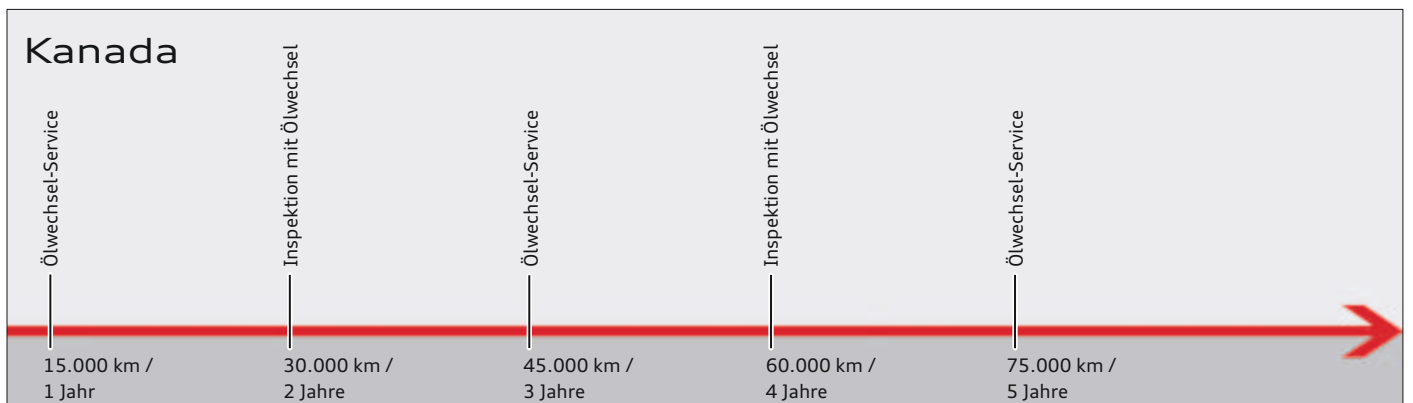 Kanada
Ölwechsel-Service
Inspektion mit Ölwechsel
Ölwechsel-Service
Inspektion mit Ölwechsel
Ölwechsel-Service
15.000 km /
1 Jahr
30.000 km /
2 Jahre
45.000 km /
3 Jahre
60.000 km /
4 Jahre
75.000 km /
5 Jahre